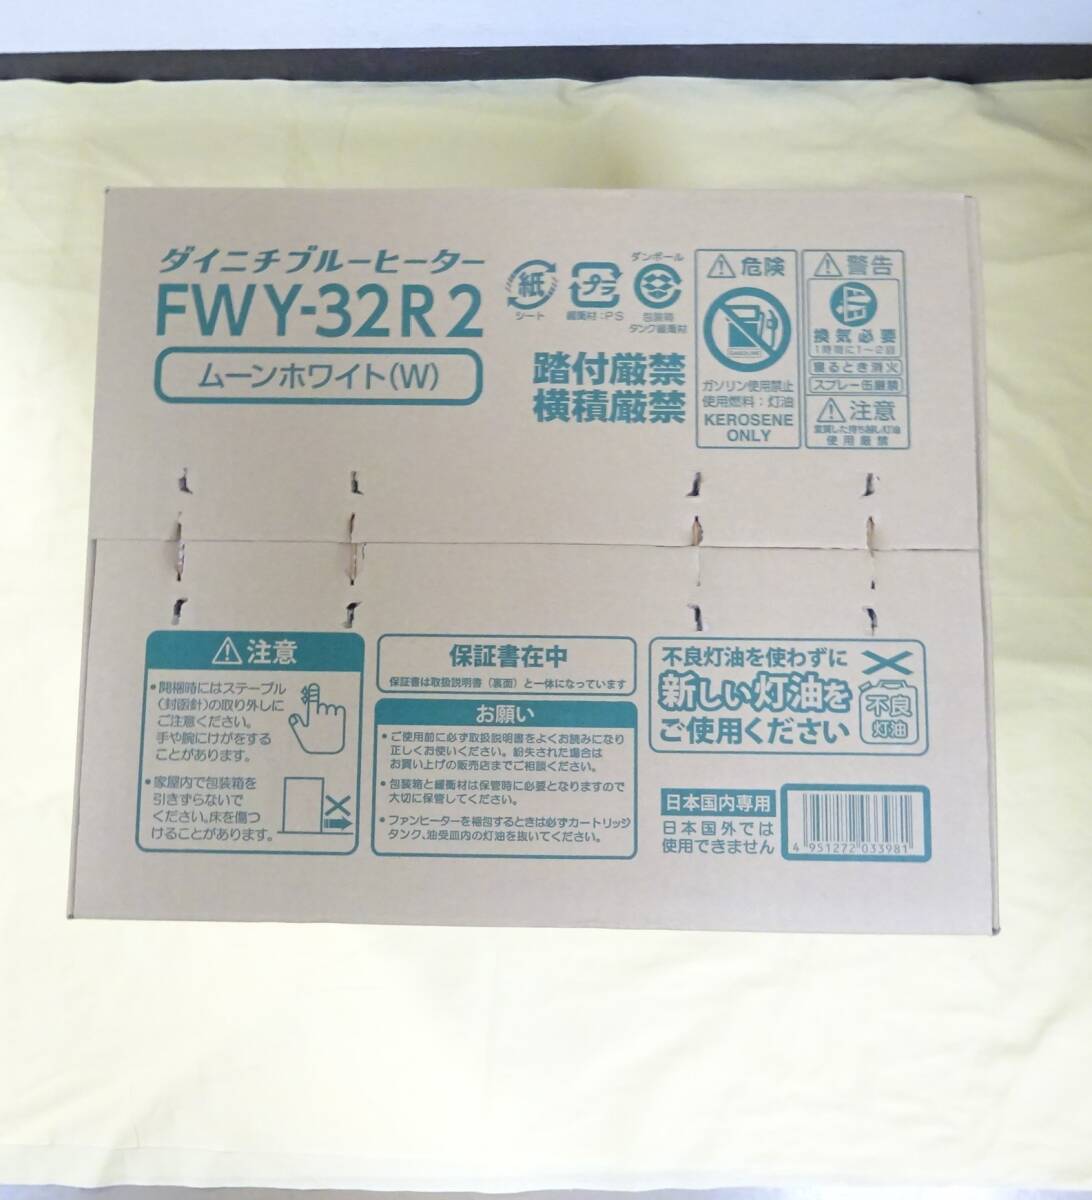 ダイニチブルーヒーター
FWY-32R2
ムーンホワイト(W)
紙
シート
プラ
緩衝材:PS
ダンボール
包装箱
タンク緩衝材
踏付厳禁
横積厳禁
危険
GASOLINE
ガソリン使用禁止
使用燃料:灯油
KEROSENE
ONLY
警告
換気必要
1時間に1〜2回
寝るとき消火
スプレー缶厳禁
注意
変質した持ち越し灯油
使用厳禁
注意
・開梱時にはステープル
(封函針)の取り外しに
ご注意ください。
手や腕にけがをする
ことがあります。
・家屋内で包装箱を
引きずらないで
ください。床を傷つ
けることがあります。
保証書在中
保証書は取扱説明書(裏面)と一体になっています
お願い
・ご使用前に必ず取扱説明書をよくお読みになり
正しくお使いください。紛失された場合は
お買い上げの販売店までご相談ください。
・包装箱と緩衝材は保管時に必要となりますので
大切に保管してください。
・ファンヒーターを梱包するときは必ずカートリッジ
タンク、油受皿内の灯油を抜いてください。
不良灯油を使わずに
新しい灯油を
ご使用ください
不良
灯油
日本国内専用
日本国外では
使用できません
4 951272 033981